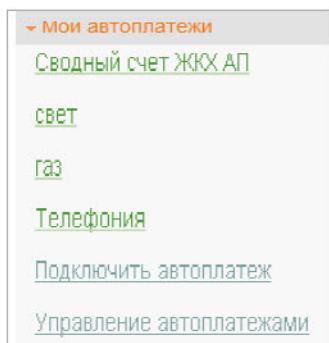 Мои автоплатежи
Сводный счет ЖКХ АП
свет
газ
Телефония
Подключить автоплатеж
Управление автоплатежами